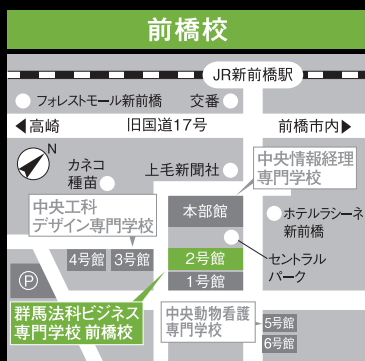 前橋校
JR新前橋駅
フォレストモール新前橋
交番
◀高崎
旧国道17号
前橋市内▶
N
カネコ
種苗
上毛新聞社
中央情報経理
専門学校
中央工科
デザイン専門学校
本部館
ホテルラシーネ
新前橋
4号館
3号館
2号館
セントラル
パーク
P
1号館
群馬法科ビジネス
専門学校 前橋校
中央動物看護
専門学校
5号館
6号館